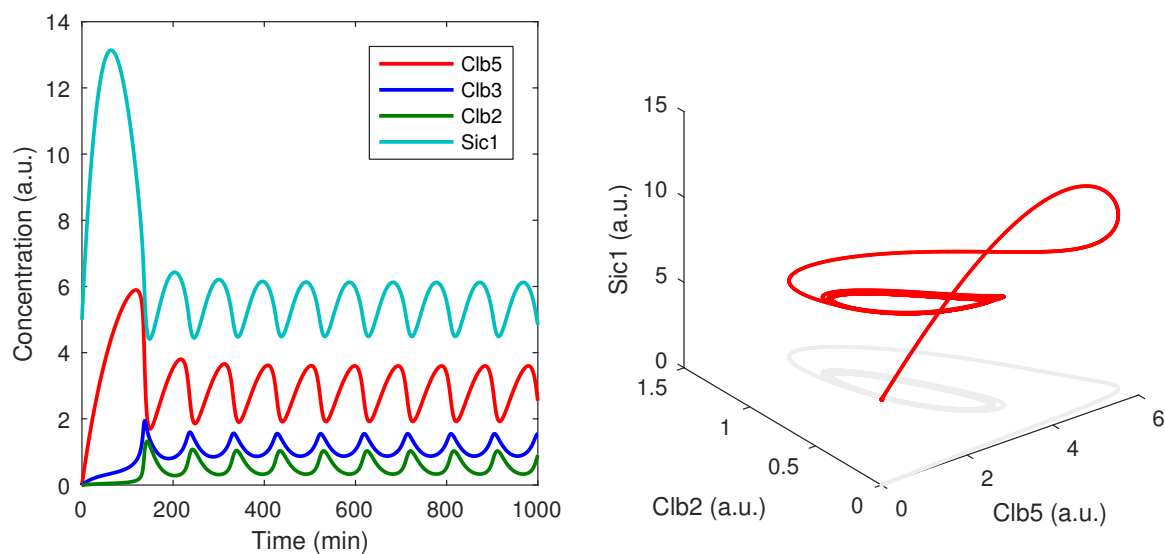 14
12
10
8
6
4
2
0
Concentration (a.u.)
0
200
400
600
800
1000
Time (min)
Clb5
Clb3
Clb2
Sic1
15
10
5
0
Sic1 (a.u.)
1.5
1
0.5
0
Clb2 (a.u.)
0
2
4
6
Clb5 (a.u.)